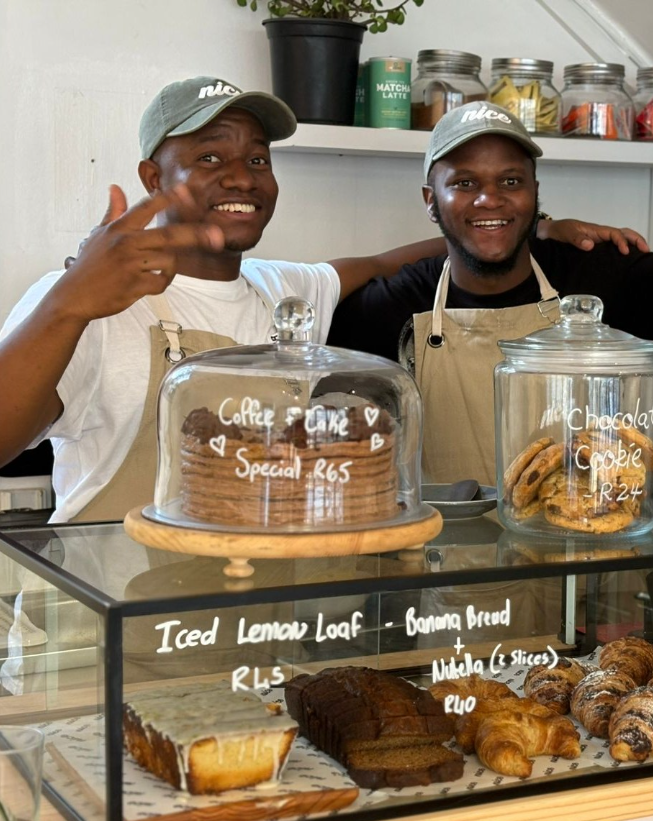 nice
nice
MATCHA
LATTE
Coffee + Cake ♡
♡ Special .. R65
Chocolat
Cookie
- R24
Iced Lemon Loaf - Banana Bread
+
Nutella (2 Slices)
R45
R40